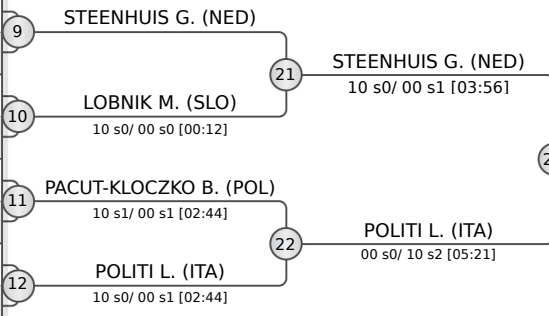 STEENHUIS G. (NED)
9
21
STEENHUIS G. (NED)
10 s0/ 00 s1 [03:56]
LOBNIK M. (SLO)
10
10 s0/ 00 s0 [00:12]
PACUT-KLOCZKO B. (POL)
11
10 s1/ 00 s1 [02:44]
22
POLITI L. (ITA)
00 s0/ 10 s2 [05:21]
POLITI L. (ITA)
12
10 s0/ 00 s1 [02:44]